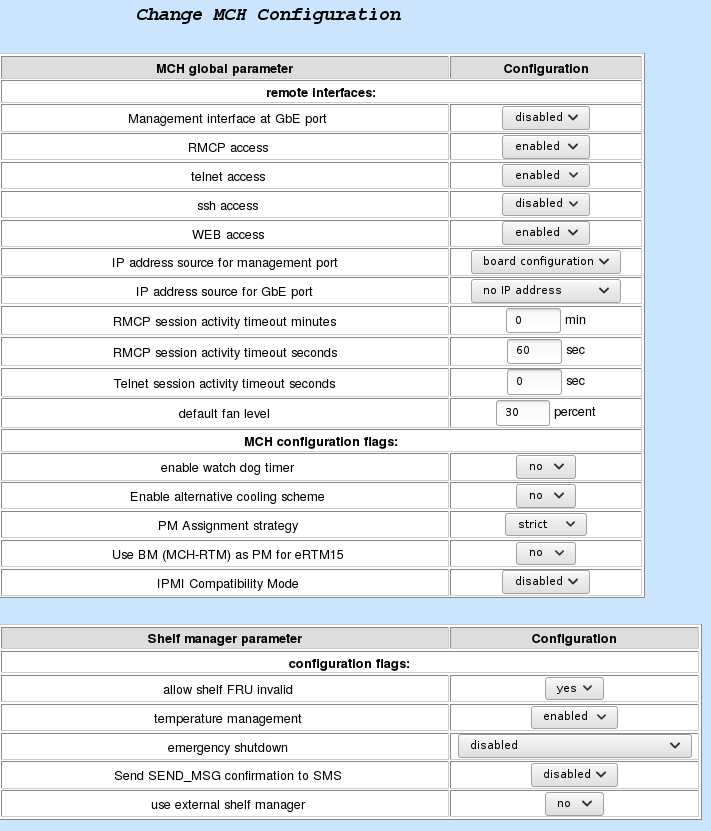 Change MCH Configuration
MCH global parameter Configuration
remote interfaces:
Management interface at GbE port disabled
RMCP access enabled
telnet access enabled
ssh access disabled
WEB access enabled
IP address source for management port board configuration
IP address source for GbE port no IP address
RMCP session activity timeout minutes 0 min
RMCP session activity timeout seconds 60 sec
Telnet session activity timeout seconds 0 sec
default fan level 30 percent
MCH configuration flags:
enable watch dog timer no
Enable alternative cooling scheme no
PM Assignment strategy strict
Use BM (MCH-RTM) as PM for eRTM15 no
IPMI Compatibility Mode disabled
Shelf manager parameter Configuration
configuration flags:
allow shelf FRU invalid yes
temperature management enabled
emergency shutdown disabled
Send SEND_MSG confirmation to SMS disabled
use external shelf manager no